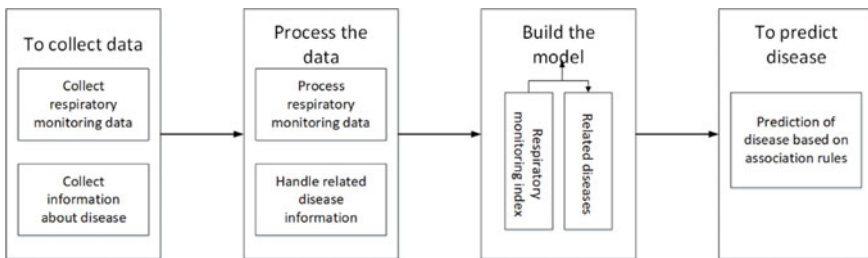 To collect data
Collect
respiratory
monitoring data
Collect
information
about disease
Process the
data
Process
respiratory
monitoring data
Handle related
disease
information
Build the
model
Respiratory
monitoring index
Related diseases
To predict
disease
Prediction of
disease based on
association rules